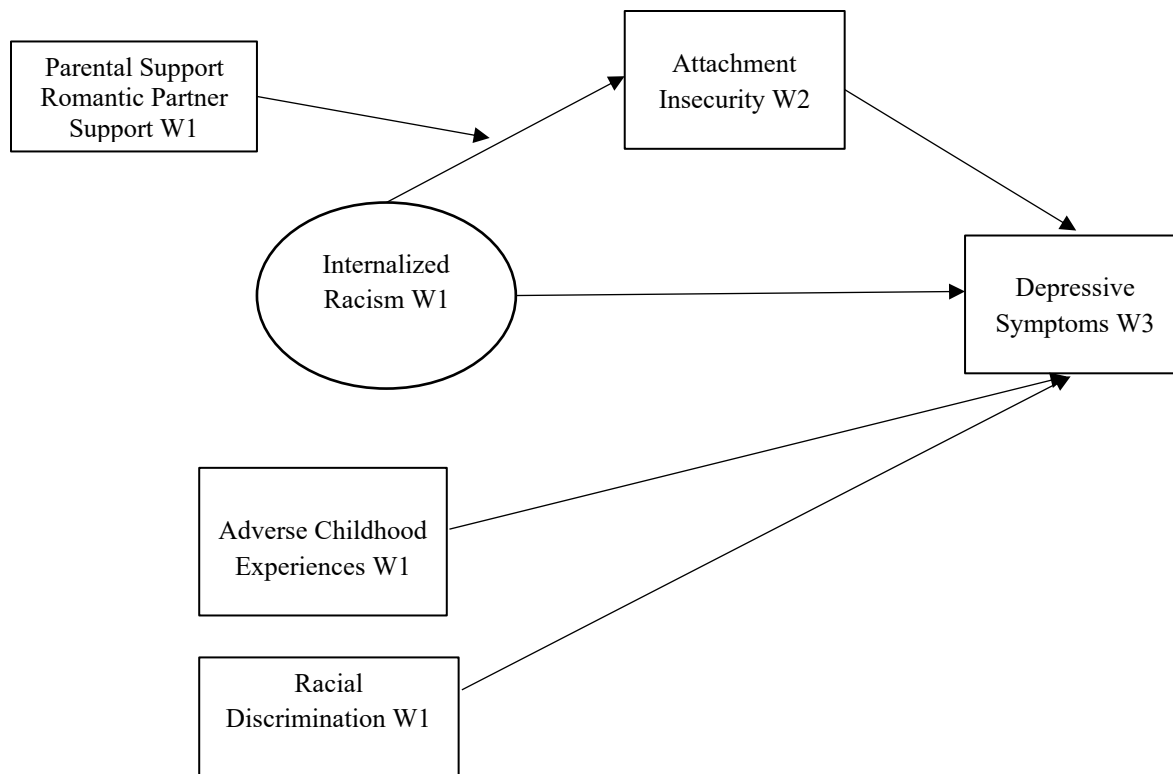 Parental Support
Romantic Partner
Support W1
Attachment
Insecurity W2
Internalized
Racism W1
Depressive
Symptoms W3
Adverse Childhood
Experiences W1
Racial
Discrimination W1